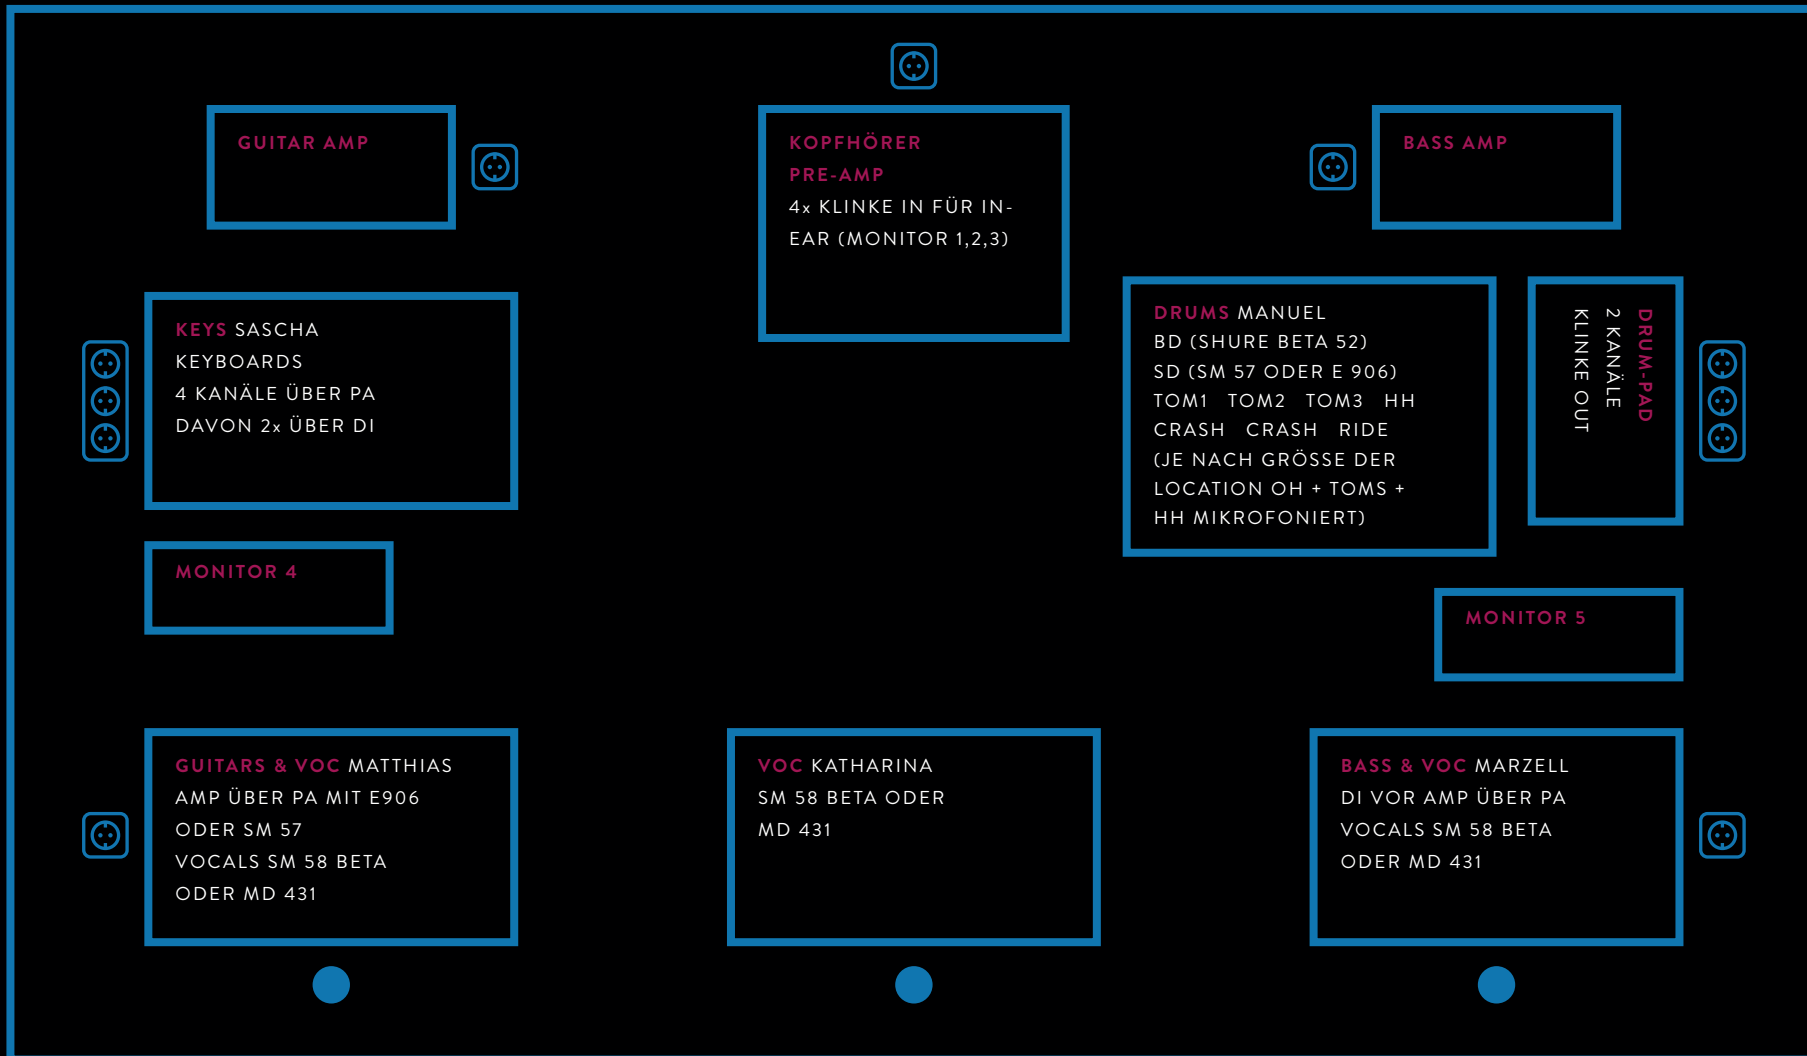 GUITAR AMP
KOPFHÖRER
PRE-AMP
4x KLINKE IN FÜR IN-
EAR (MONITOR 1,2,3)
BASS AMP
KEYS SASCHA
KEYBOARDS
4 KANÄLE ÜBER PA
DAVON 2x ÜBER DI
DRUMS MANUEL
BD (SHURE BETA 52)
SD (SM 57 ODER E 906)
TOM1 TOM2 TOM3 HH
CRASH CRASH RIDE
(JE NACH GRÖSSE DER
LOCATION OH + TOMS +
HH MIKROFONIERT)
DRUM-PAD
2 KANÄLE
KLINKE OUT
MONITOR 4
MONITOR 5
GUITARS & VOC MATTHIAS
AMP ÜBER PA MIT E906
ODER SM 57
VOCALS SM 58 BETA
ODER MD 431
VOC KATHARINA
SM 58 BETA ODER
MD 431
BASS & VOC MARZELL
DI VOR AMP ÜBER PA
VOCALS SM 58 BETA
ODER MD 431